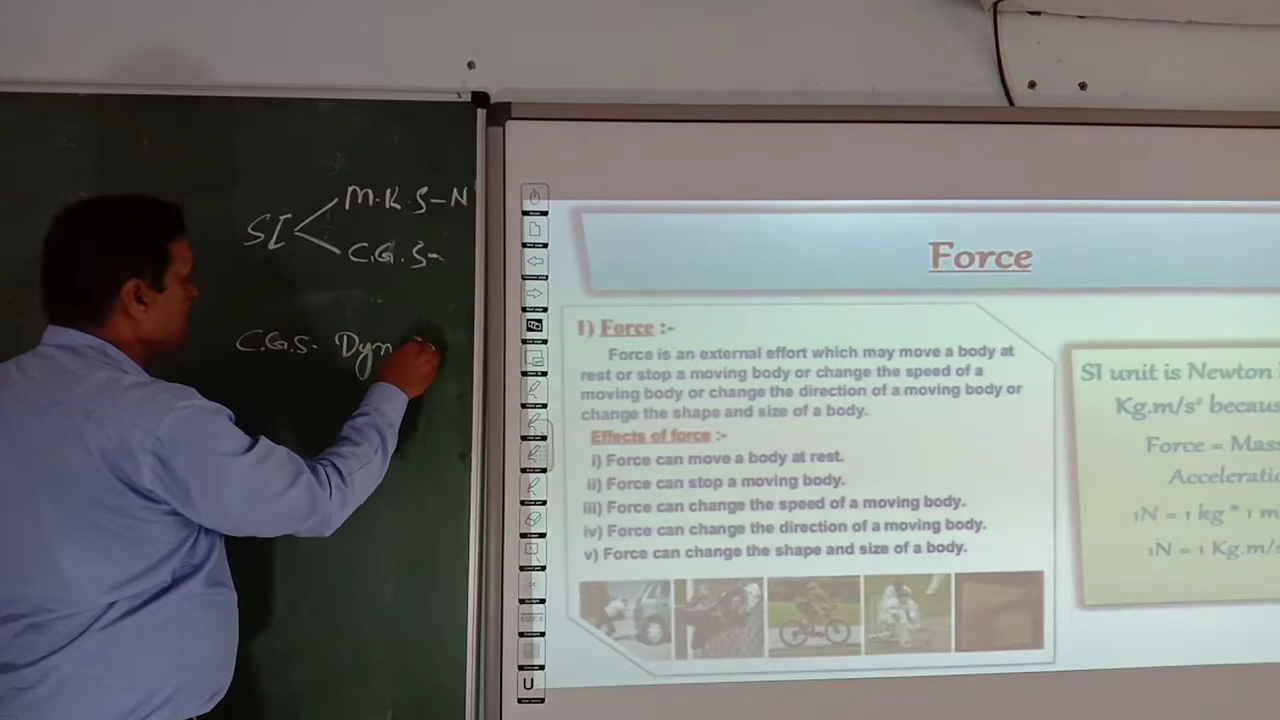 SI
M.K.S-N
C.G.S-
C.G.S- Dyn
Force
1) Force :-
Force is an external effort which may move a body at
rest or stop a moving body or change the speed of a
moving body or change the direction of a moving body or
change the shape and size of a body.
Effects of force :-
i) Force can move a body at rest.
ii) Force can stop a moving body.
iii) Force can change the speed of a moving body.
iv) Force can change the direction of a moving body.
v) Force can change the shape and size of a body.
SI unit is Newton
Kg.m/s² becaus
Force = Mas
Acceleratio
1N = 1 kg * 1 m
1N = 1 Kg.m/s
U